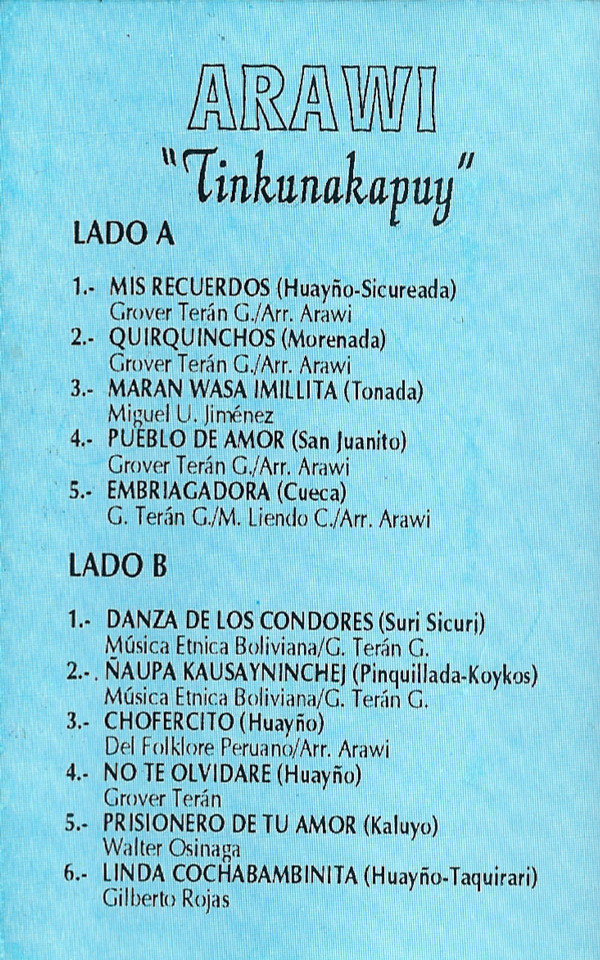 ARAWI
"Tinkunakapuy"
LADO A
1.- MIS RECUERDOS (Huayño-Sicureada)
Grover Terán G./Arr. Arawi
2.- QUIRQUINCHOS (Morenada)
Grover Terán G./Arr. Arawi
3.- MARAN WASA IMILLITA (Tonada)
Miguel U. Jiménez
4.- PUEBLO DE AMOR (San Juanito)
Grover Terán G./Arr. Arawi
5.- EMBRIAGADORA (Cueca)
G. Terán G./M. Liendo C./Arr. Arawi
LADO B
1.- DANZA DE LOS CONDORES (Suri Sicuri)
Música Etnica Boliviana/G. Terán G.
2.-. ÑAUPA KAUSAYNINCHEJ (Pinquillada-Koykos)
Música Etnica Boliviana/G. Terán G.
3.- CHOFERCITO (Huayño)
Del Folklore Peruano/Arr. Arawi
4.- NO TE OLVIDARE (Huayño)
Grover Terán
5.- PRISIONERO DE TU AMOR (Kaluyo)
Walter Osinaga
6.- LINDA COCHABAMBINITA (Huayño-Taquirari)
Gilberto Rojas